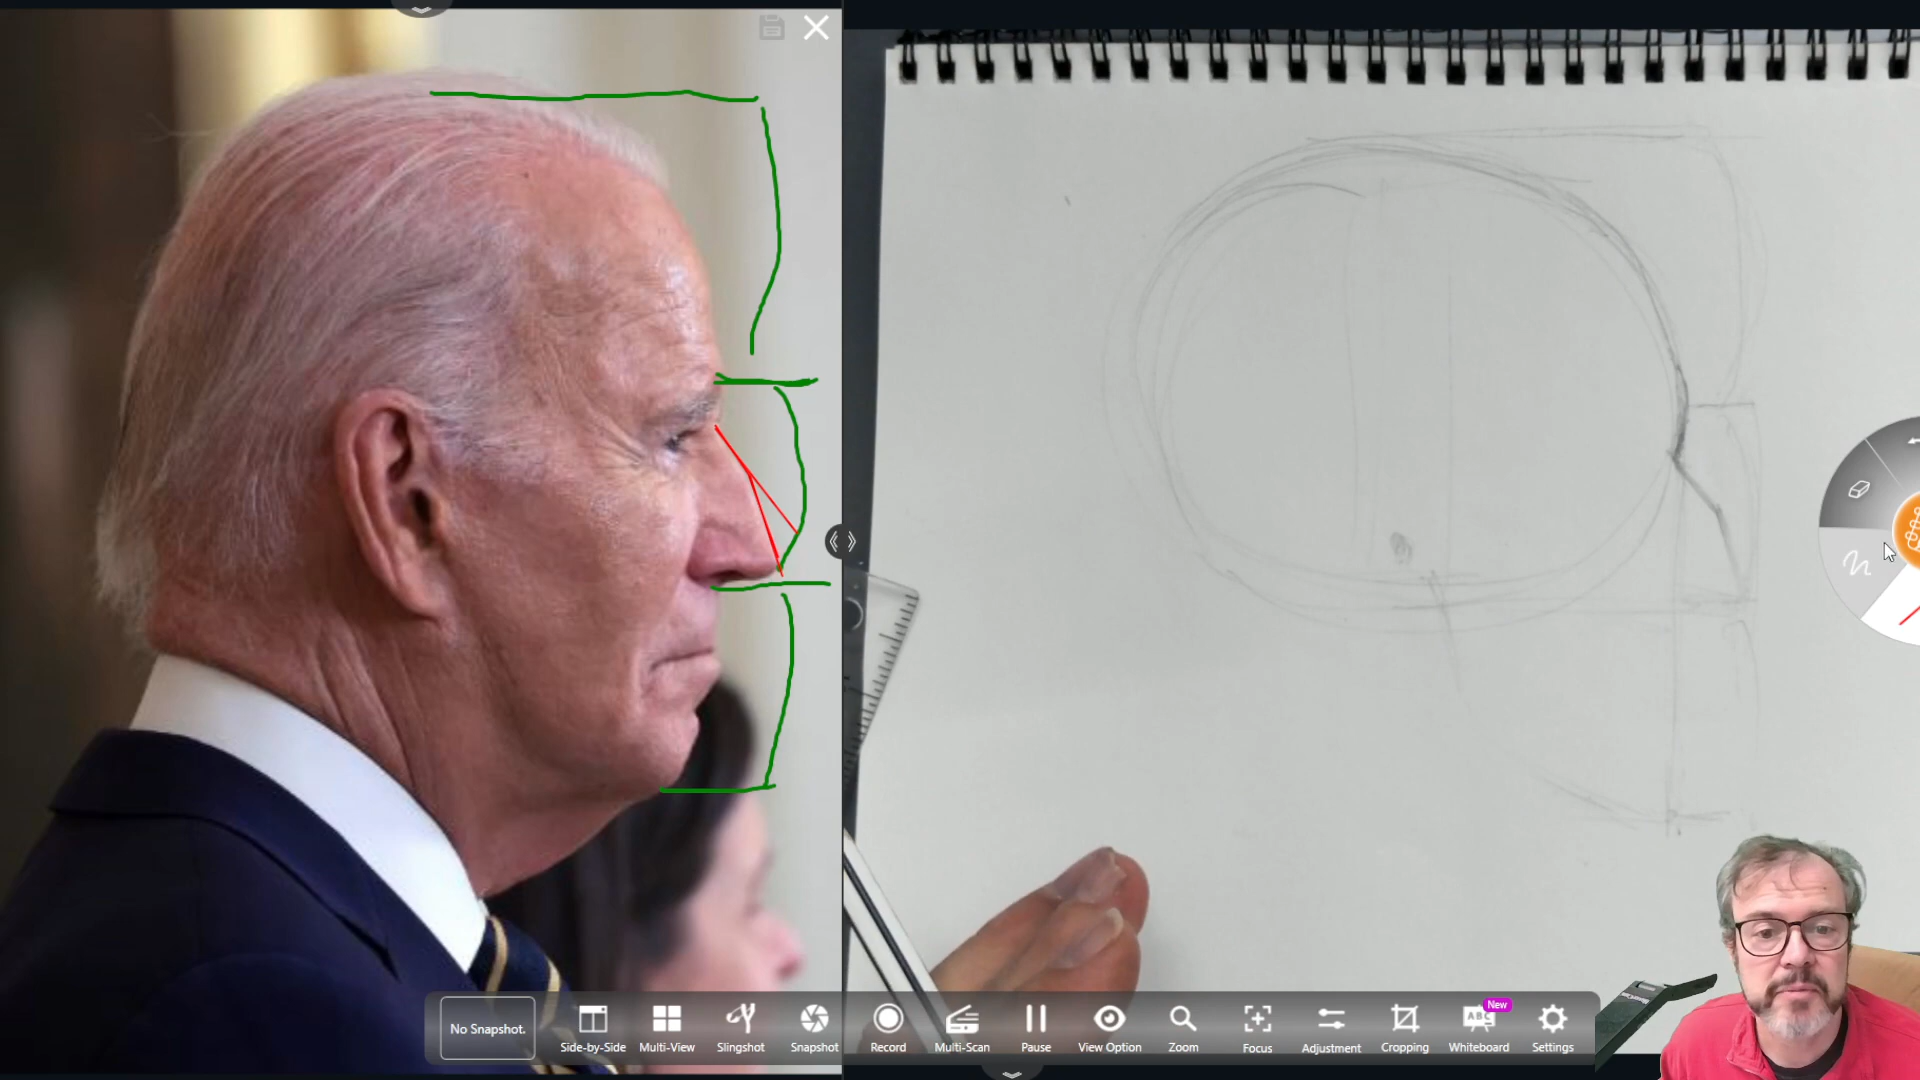 No Snapshot.
Side-by-Side
Multi-View
Slingshot
Snapshot
Record
Multi-Scan
Pause
View Option
Zoom
Focus
Adjustment
Cropping
New
ABC
Whiteboard
Settings